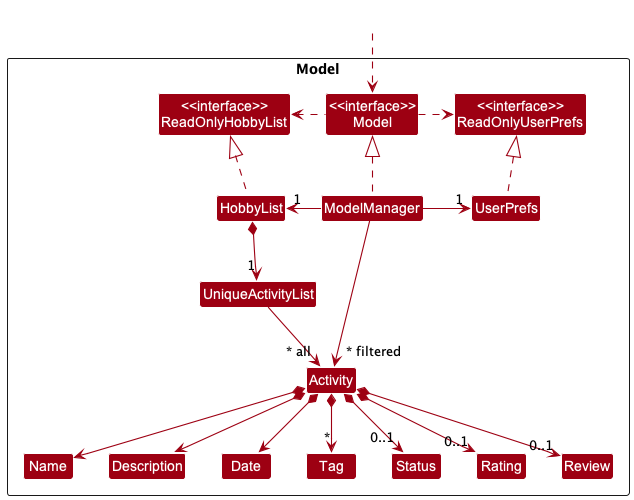 Model
<<interface>>
ReadOnlyHobbyList
<<interface>>
Model
<<interface>>
ReadOnlyUserPrefs
HobbyList
1
ModelManager
1
UserPrefs
1
UniqueActivityList
* all
* filtered
Activity
*
0..1
0..1
0..1
Name
Description
Date
Tag
Status
Rating
Review